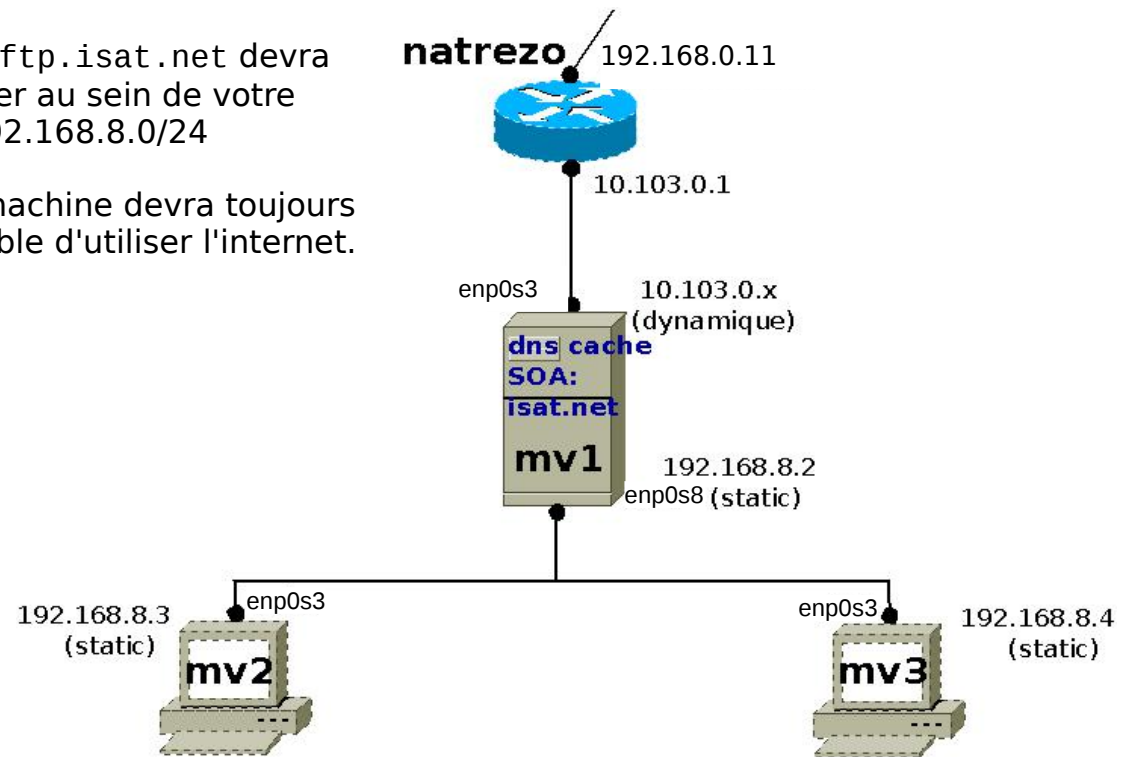 ftp.isat.net devra
er au sein de votre
2.168.8.0/24
machine devra toujours
ble d'utiliser l'internet.
natrezo
192.168.0.11
10.103.0.1
enp0s3
10.103.0.x
(dynamique)
dns cache
SOA:
isat.net
mv1
192.168.8.2
enp0s8 (static)
192.168.8.3
(static)
enp0s3
mv2
enp0s3
192.168.8.4
(static)
mv3